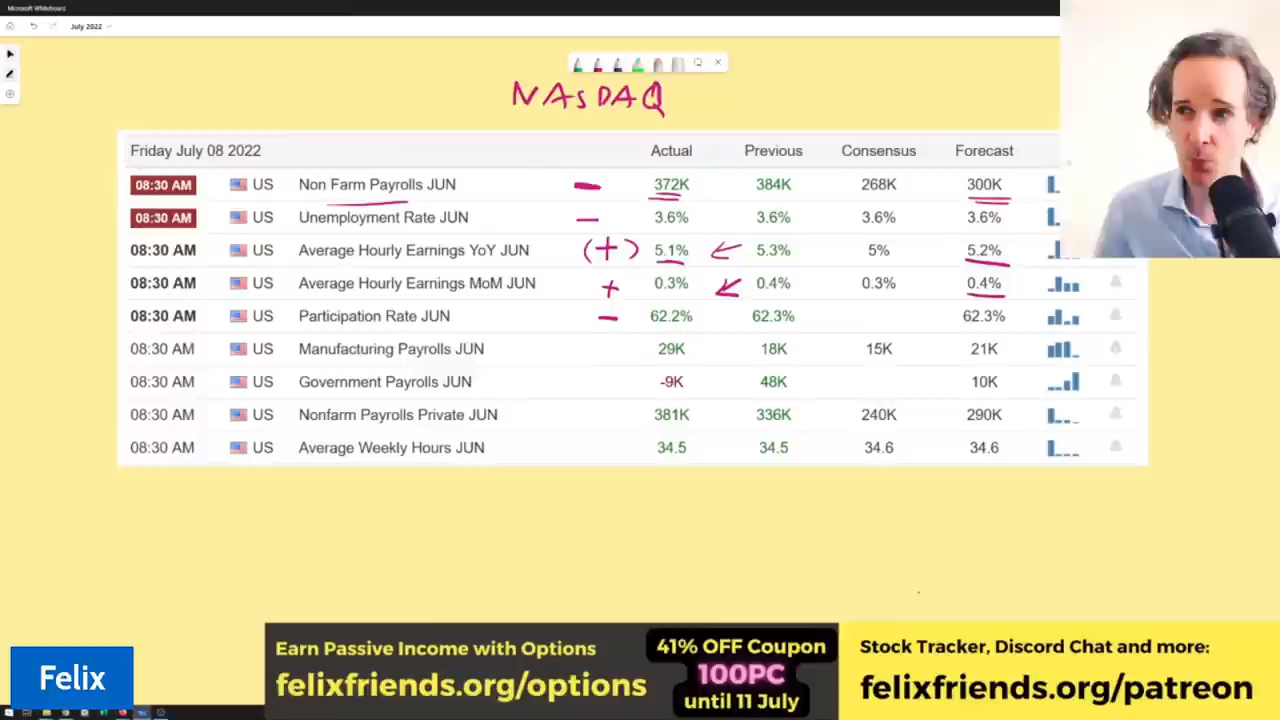 Microsoft Whiteboard
July 2022
NASDAQ
Friday July 08 2022 Actual Previous Consensus Forecast
08:30 AM US Non Farm Payrolls JUN - 372K 384K 268K 300K
08:30 AM US Unemployment Rate JUN - 3.6% 3.6% 3.6% 3.6%
08:30 AM US Average Hourly Earnings YoY JUN (+) 5.1% 5.3% 5% 5.2%
08:30 AM US Average Hourly Earnings MoM JUN + 0.3% 0.4% 0.3% 0.4%
08:30 AM US Participation Rate JUN - 62.2% 62.3% 62.3%
08:30 AM US Manufacturing Payrolls JUN 29K 18K 15K 21K
08:30 AM US Government Payrolls JUN -9K 48K 10K
08:30 AM US Nonfarm Payrolls Private JUN 381K 336K 240K 290K
08:30 AM US Average Weekly Hours JUN 34.5 34.5 34.6 34.6
Felix
Earn Passive Income with Options
felixfriends.org/options
41% OFF Coupon
100PC
until 11 July
Stock Tracker, Discord Chat and more:
felixfriends.org/patreon